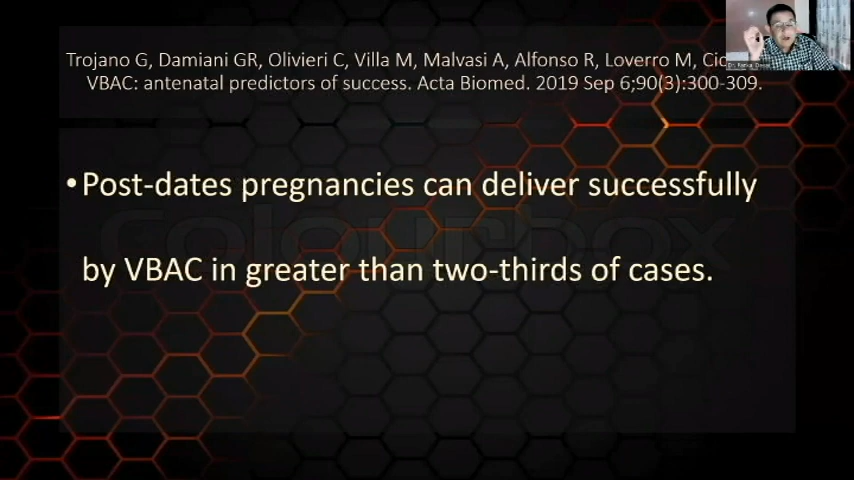 Trojano G, Damiani GR, Olivieri C, Villa M, Malvasi A, Alfonso R, Loverro M,
VBAC: antenatal predictors of success. Acta Biomed. 2019 Sep 6;90(3):300-309.
• Post-dates pregnancies can deliver successfully
by VBAC in greater than two-thirds of cases.
colourbox